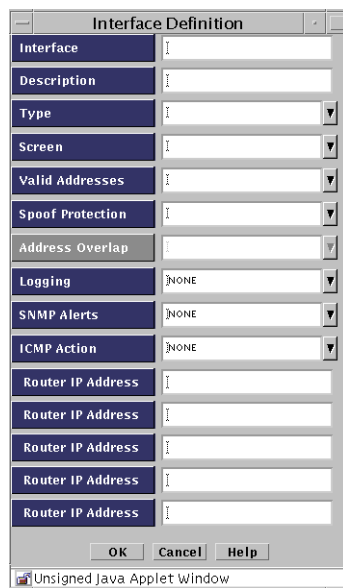 Interface Definition
Interface
Description
Type
Screen
Valid Addresses
Spoof Protection
Address Overlap
Logging NONE
SNMP Alerts NONE
ICMP Action NONE
Router IP Address
Router IP Address
Router IP Address
Router IP Address
Router IP Address
OK Cancel Help
Unsigned Java Applet Window